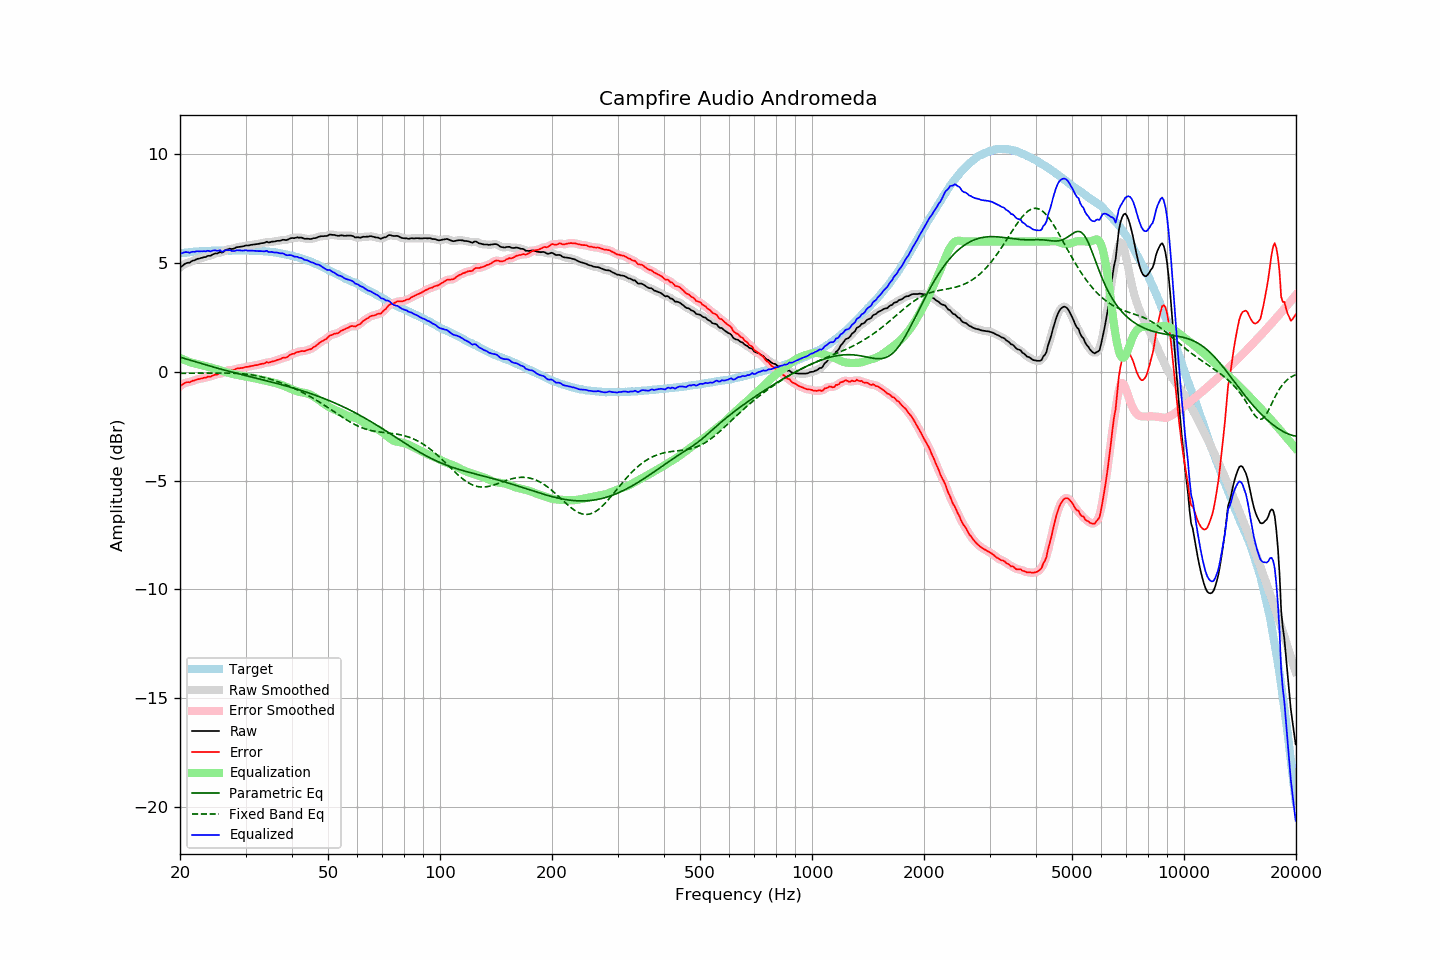 Campfire Audio Andromeda
Amplitude (dBr)
10
5
0
−5
−10
−15
−20
Target
Raw Smoothed
Error Smoothed
Raw
Error
Equalization
Parametric Eq
Fixed Band Eq
Equalized
20 50 100 200 500 1000 2000 5000 10000 20000
Frequency (Hz)